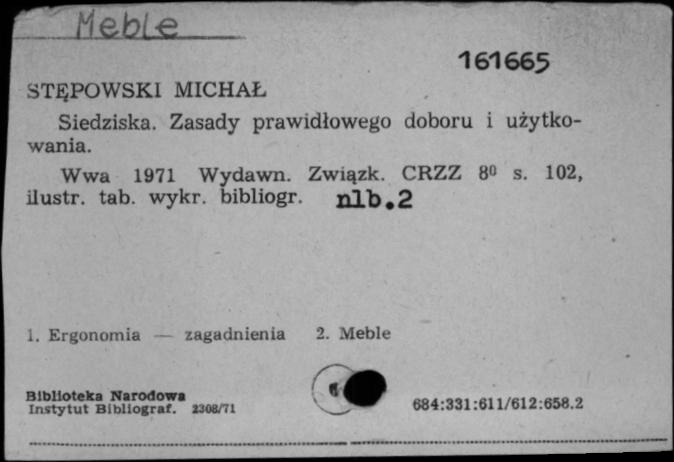 Meble
161665
STĘPOWSKI MICHAŁ
Siedziska. Zasady prawidłowego doboru i użytko-
wania.
Wwa 1971 Wydawn. Związk. CRZZ 8⁰ s. 102,
ilustr. tab. wykr. bibliogr. nlb.2
1. Ergonomia — zagadnienia 2. Meble
Biblioteka Narodowa
Instytut Bibliograf. 2308/71
684:331:611/612:658.2